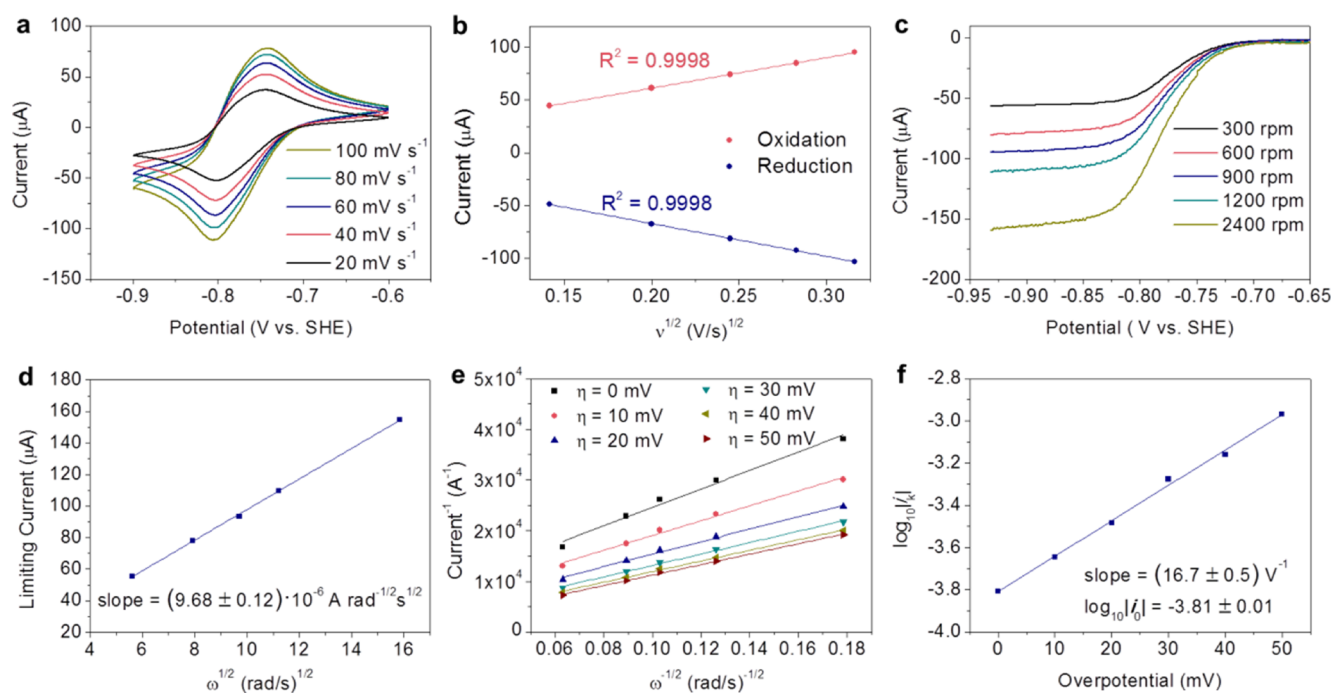 a
100
50
0
-50
-100
-150
-0.9
-0.8
-0.7
-0.6
Current (μA)
Potential (V vs. SHE)
100 mV s⁻¹
80 mV s⁻¹
60 mV s⁻¹
40 mV s⁻¹
20 mV s⁻¹
b
100
50
0
-50
-100
0.15
0.20
0.25
0.30
Current (μA)
ν^1/2 (V/s)^1/2
R² = 0.9998
Oxidation
Reduction
R² = 0.9998
c
0
-50
-100
-150
-200
-0.95
-0.90
-0.85
-0.80
-0.75
-0.70
-0.65
Current (μA)
Potential ( V vs. SHE)
300 rpm
600 rpm
900 rpm
1200 rpm
2400 rpm
d
180
160
140
120
100
80
60
40
20
4
6
8
10
12
14
16
Limiting Current (μA)
ω^1/2 (rad/s)^1/2
slope = (9.68 ± 0.12)·10⁻⁶ A rad^-1/2s^1/2
e
5x10⁴
4x10⁴
3x10⁴
2x10⁴
1x10⁴
0
0.06
0.08
0.10
0.12
0.14
0.16
0.18
Current⁻¹ (A⁻¹)
ω^-1/2 (rad/s)^-1/2
η = 0 mV
η = 10 mV
η = 20 mV
η = 30 mV
η = 40 mV
η = 50 mV
f
-2.8
-3.0
-3.2
-3.4
-3.6
-3.8
-4.0
0
10
20
30
40
50
log₁₀|iₖ|
Overpotential (mV)
slope = (16.7 ± 0.5) V⁻¹
log₁₀|i₀| = -3.81 ± 0.01